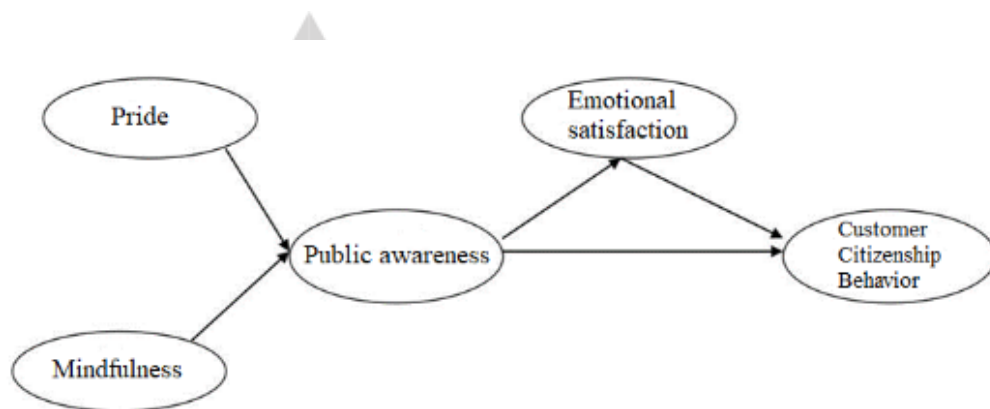 Pride
Emotional
satisfaction
Public awareness
Customer
Citizenship
Behavior
Mindfulness